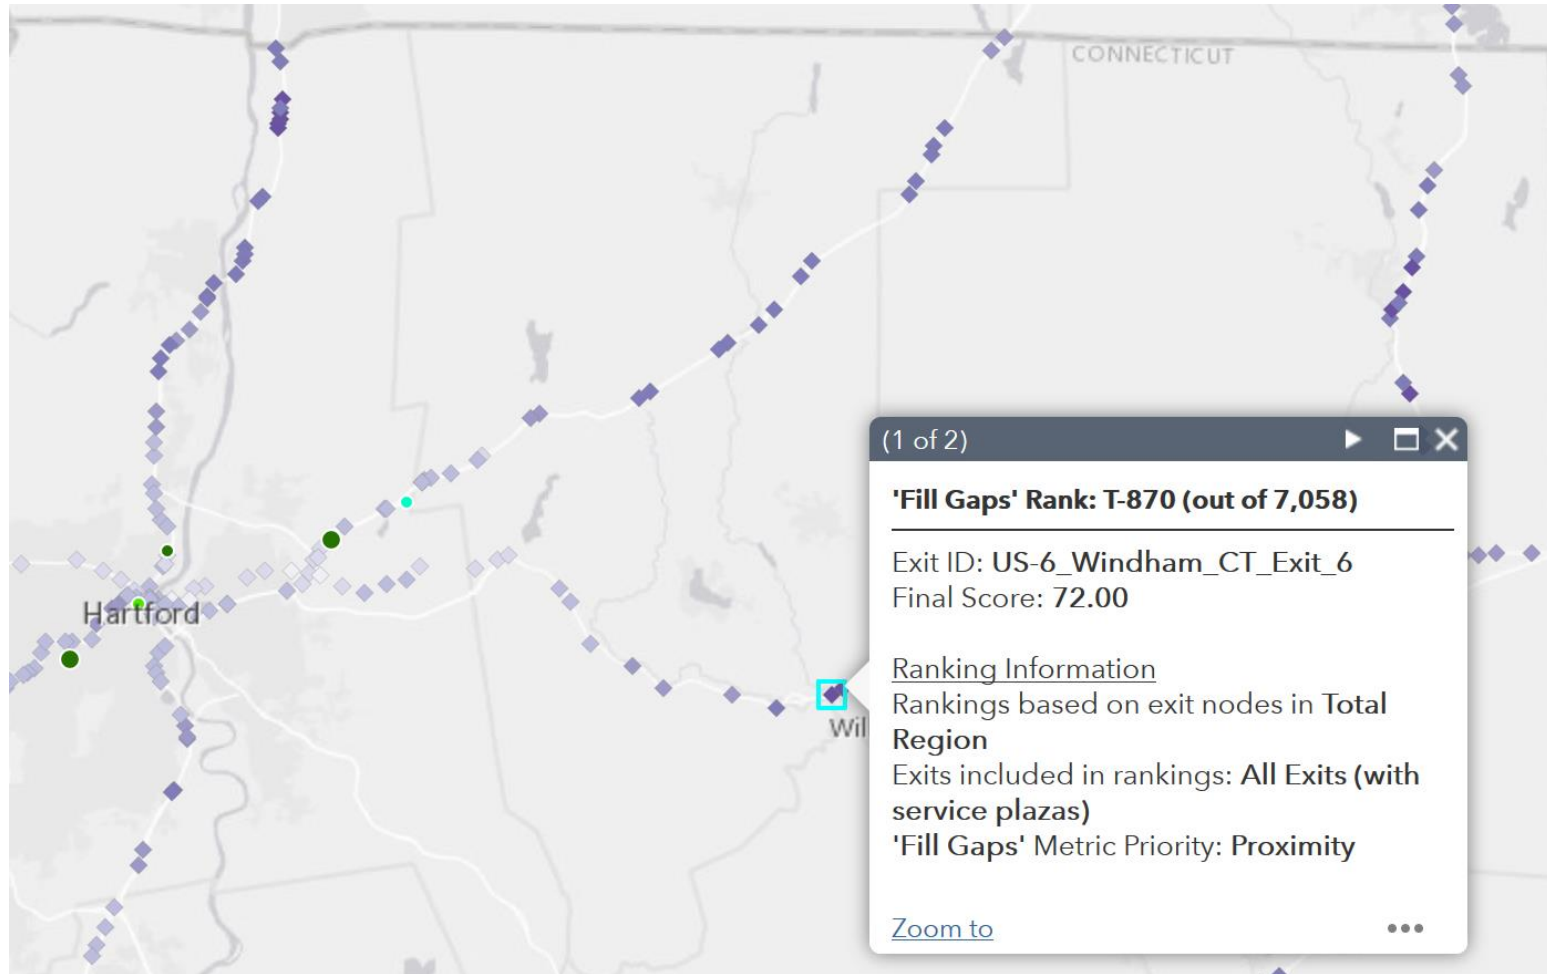 CONNECTICUT
Hartford
Wil
(1 of 2)
'Fill Gaps' Rank: T-870 (out of 7,058)
Exit ID: US-6_Windham_CT_Exit_6
Final Score: 72.00
Ranking Information
Rankings based on exit nodes in Total
Region
Exits included in rankings: All Exits (with
service plazas)
'Fill Gaps' Metric Priority: Proximity
Zoom to